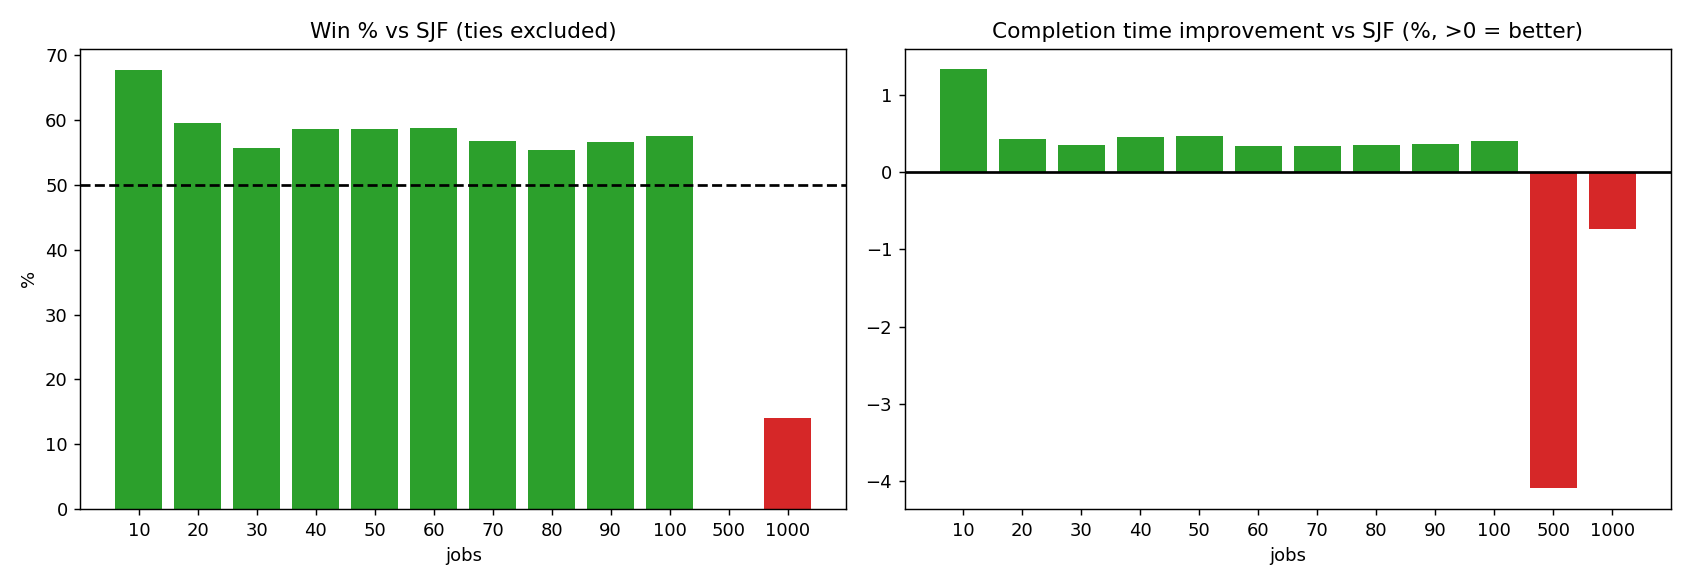 Win % vs SJF (ties excluded)
70
60
50
40
30
20
10
0
%
10 20 30 40 50 60 70 80 90 100 500 1000
jobs
Completion time improvement vs SJF (%, >0 = better)
1
0
−1
−2
−3
−4
10 20 30 40 50 60 70 80 90 100 500 1000
jobs